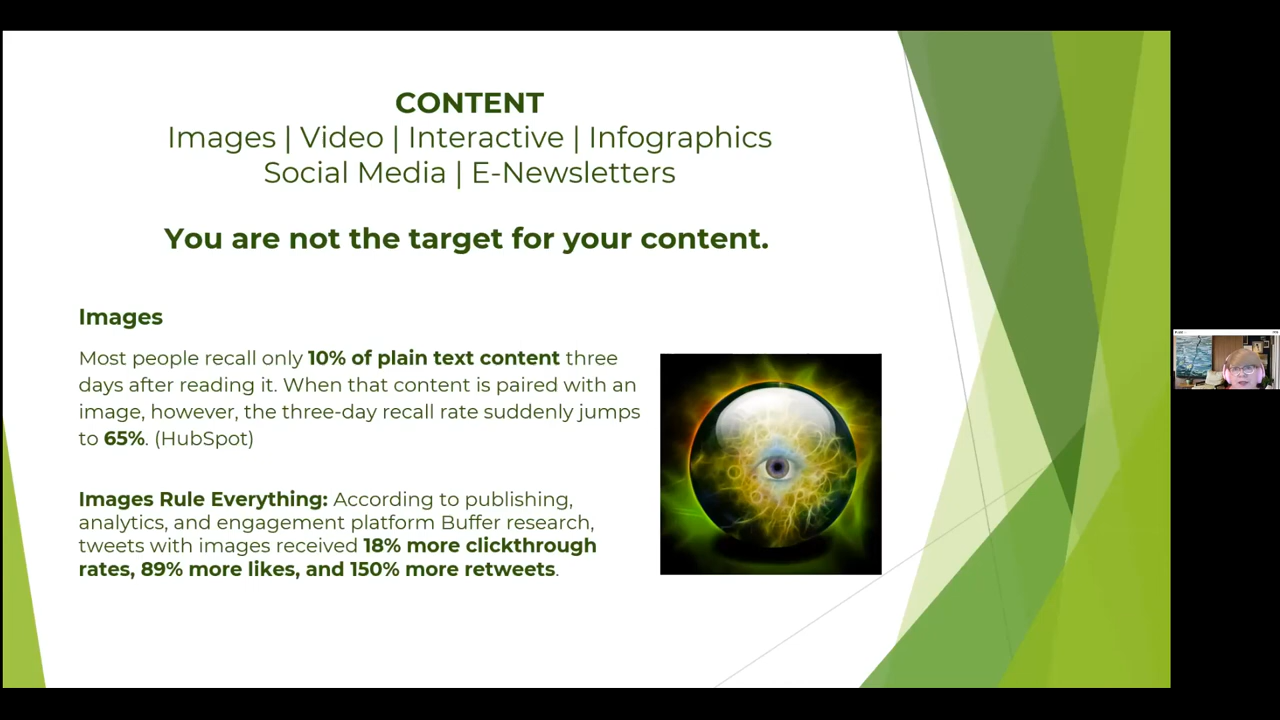 CONTENT
Images | Video | Interactive | Infographics
Social Media | E-Newsletters
You are not the target for your content.
Images
Most people recall only 10% of plain text content three
days after reading it. When that content is paired with an
image, however, the three-day recall rate suddenly jumps
to 65%. (HubSpot)
Images Rule Everything: According to publishing,
analytics, and engagement platform Buffer research,
tweets with images received 18% more clickthrough
rates, 89% more likes, and 150% more retweets.